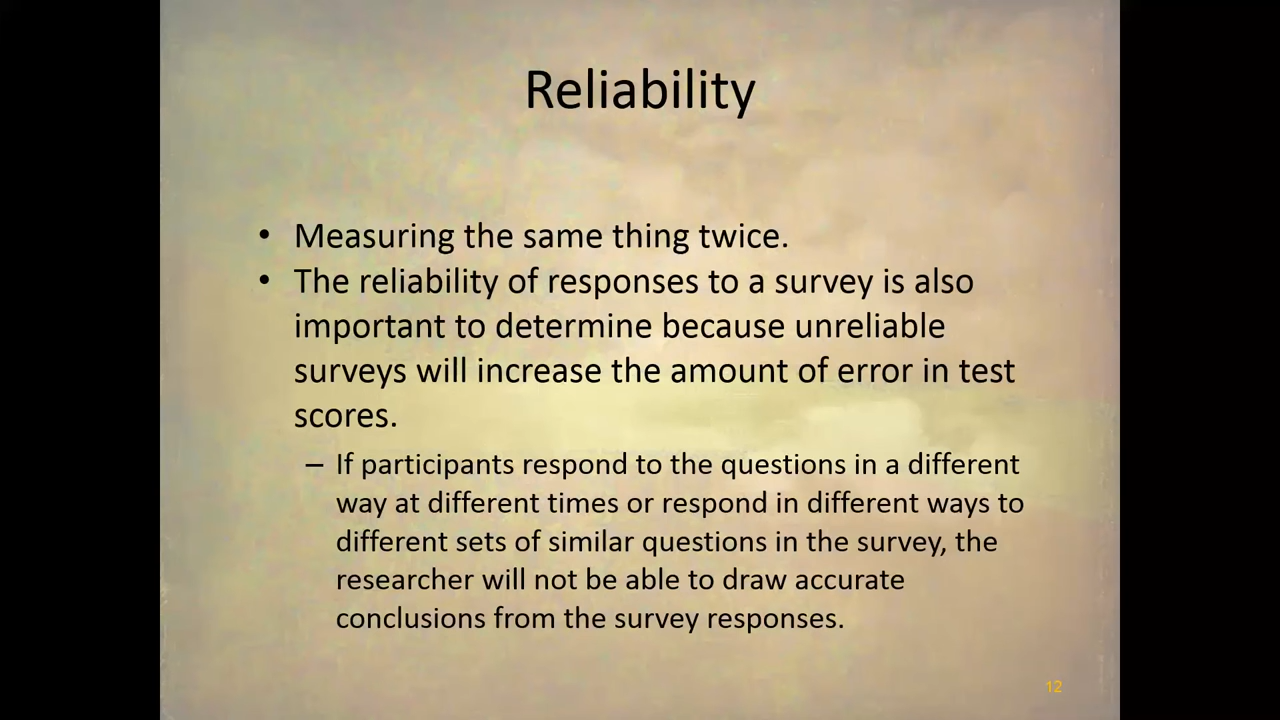 Reliability
• Measuring the same thing twice.
• The reliability of responses to a survey is also
important to determine because unreliable
surveys will increase the amount of error in test
scores.
– If participants respond to the questions in a different
way at different times or respond in different ways to
different sets of similar questions in the survey, the
researcher will not be able to draw accurate
conclusions from the survey responses.
12